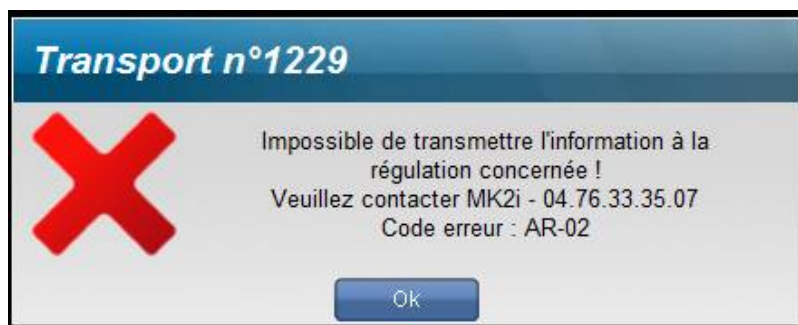 Transport n°1229
Impossible de transmettre l'information à la
régulation concernée !
Veuillez contacter MK2i - 04.76.33.35.07
Code erreur : AR-02
Ok